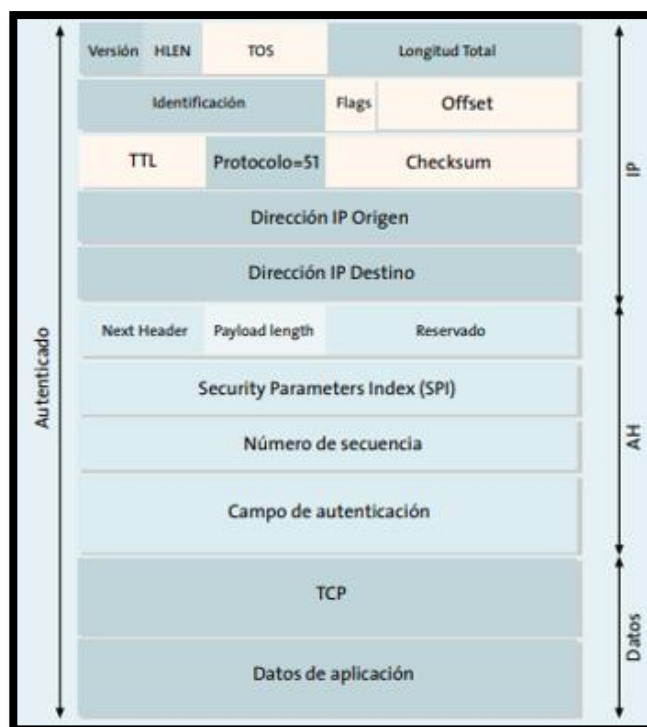 Versión HLEN TOS Longitud Total
Identificación Flags Offset
TTL Protocolo=51 Checksum
Dirección IP Origen
Dirección IP Destino
Next Header Payload length Reservado
Security Parameters Index (SPI)
Número de secuencia
Campo de autenticación
TCP
Datos de aplicación
Autenticado
IP
AH
Datos